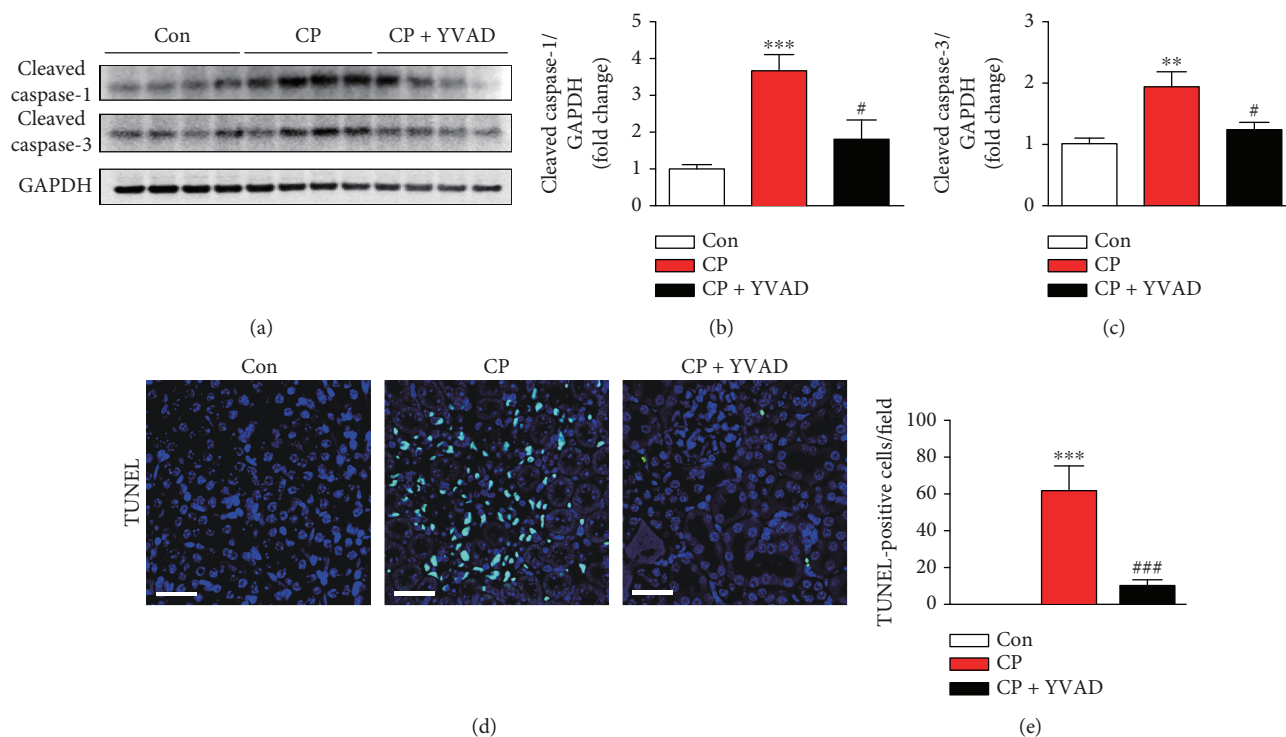 Con CP CP + YVAD
Cleaved
caspase-1
Cleaved
caspase-3
GAPDH
(a)
Cleaved caspase-1/
GAPDH
(fold change)
5
4
3
2
1
0
***
#
Con
CP
CP + YVAD
(b)
Cleaved caspase-3/
GAPDH
(fold change)
3
2
1
0
**
#
Con
CP
CP + YVAD
(c)
Con CP CP + YVAD
TUNEL
(d)
TUNEL-positive cells/field
100
80
60
40
20
0
***
###
Con
CP
CP + YVAD
(e)